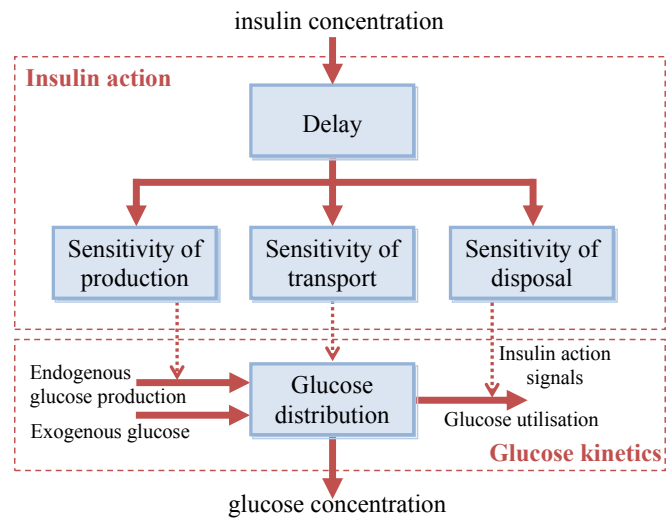 insulin concentration
Insulin action
Delay
Sensitivity of
production
Sensitivity of
transport
Sensitivity of
disposal
Endogenous
glucose production
Exogenous glucose
Glucose
distribution
Insulin action
signals
Glucose utilisation
Glucose kinetics
glucose concentration